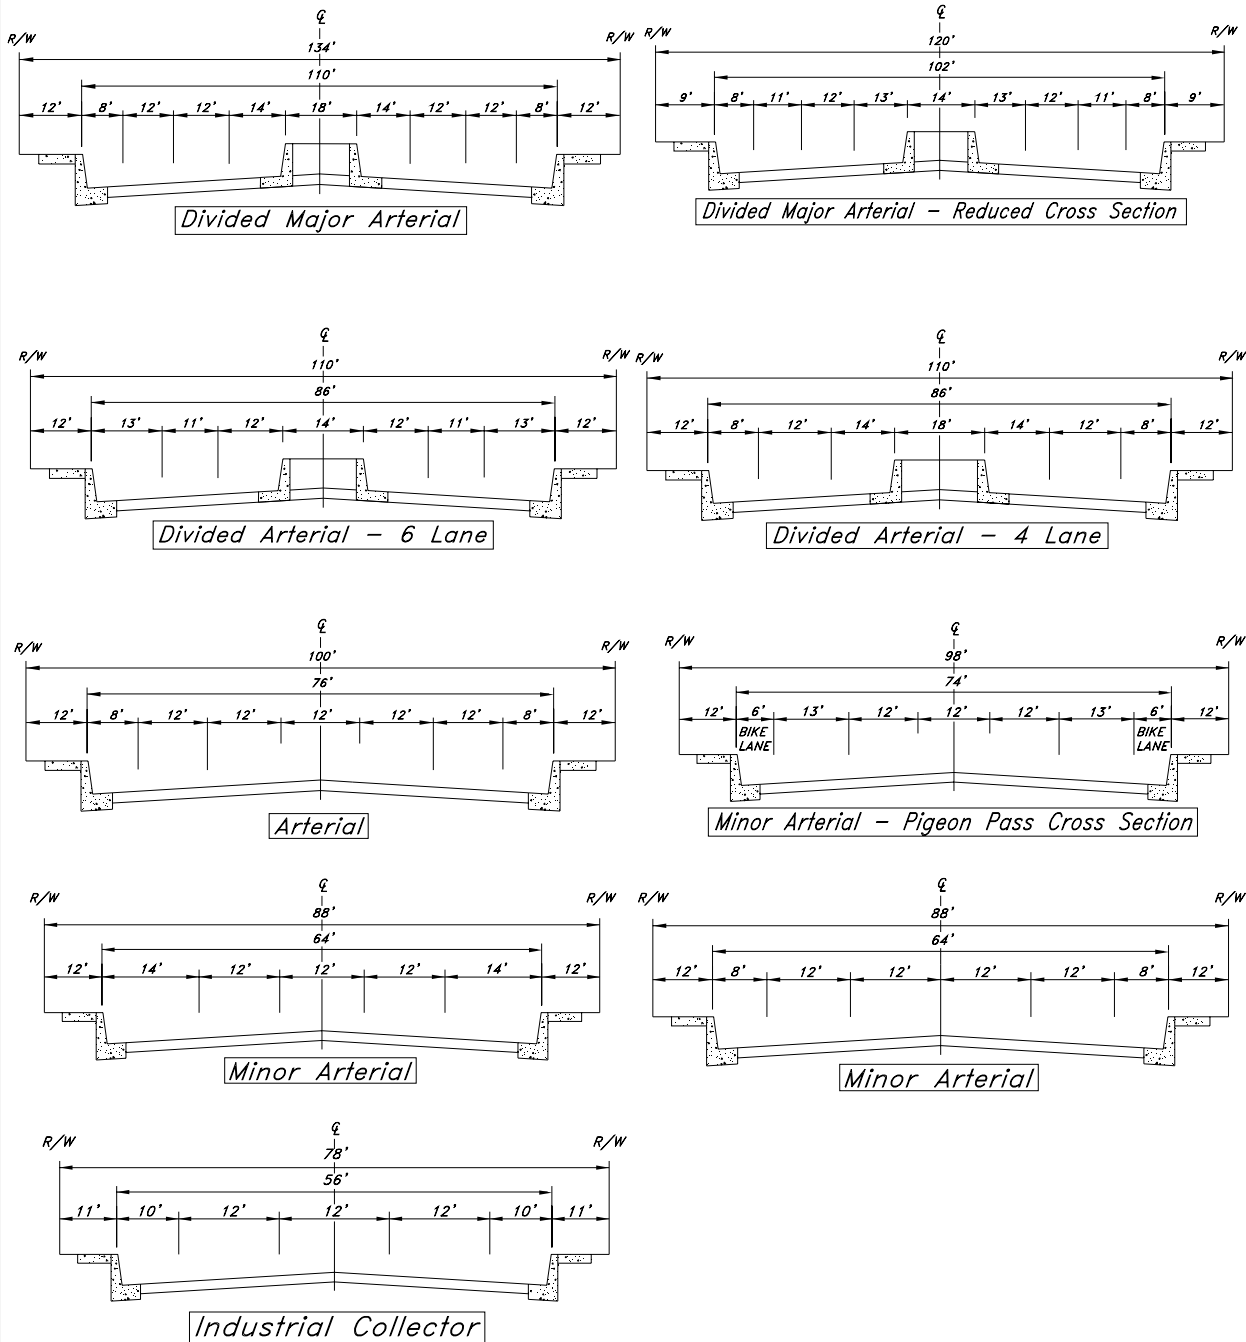 ℄
R/W 134' R/W
110'
12' 8' 12' 12' 14' 18' 14' 12' 12' 8' 12'
Divided Major Arterial
℄
R/W 120' R/W
102'
9' 8' 11' 12' 13' 14' 13' 12' 11' 8' 9'
Divided Major Arterial - Reduced Cross Section
℄
R/W 110' R/W
86'
12' 13' 11' 12' 14' 12' 11' 13' 12'
Divided Arterial - 6 Lane
℄
R/W 110' R/W
86'
12' 8' 12' 14' 18' 14' 12' 8' 12'
Divided Arterial - 4 Lane
℄
R/W 100' R/W
76'
12' 8' 12' 12' 12' 12' 12' 8' 12'
Arterial
℄
R/W 98' R/W
74'
12' 6' 13' 12' 12' 12' 13' 6' 12'
BIKE BIKE
LANE LANE
Minor Arterial - Pigeon Pass Cross Section
℄
R/W 88' R/W
64'
12' 14' 12' 12' 12' 14' 12'
Minor Arterial
℄
R/W 88' R/W
64'
12' 8' 12' 12' 12' 12' 8' 12'
Minor Arterial
℄
R/W 78' R/W
56'
11' 10' 12' 12' 12' 10' 11'
Industrial Collector